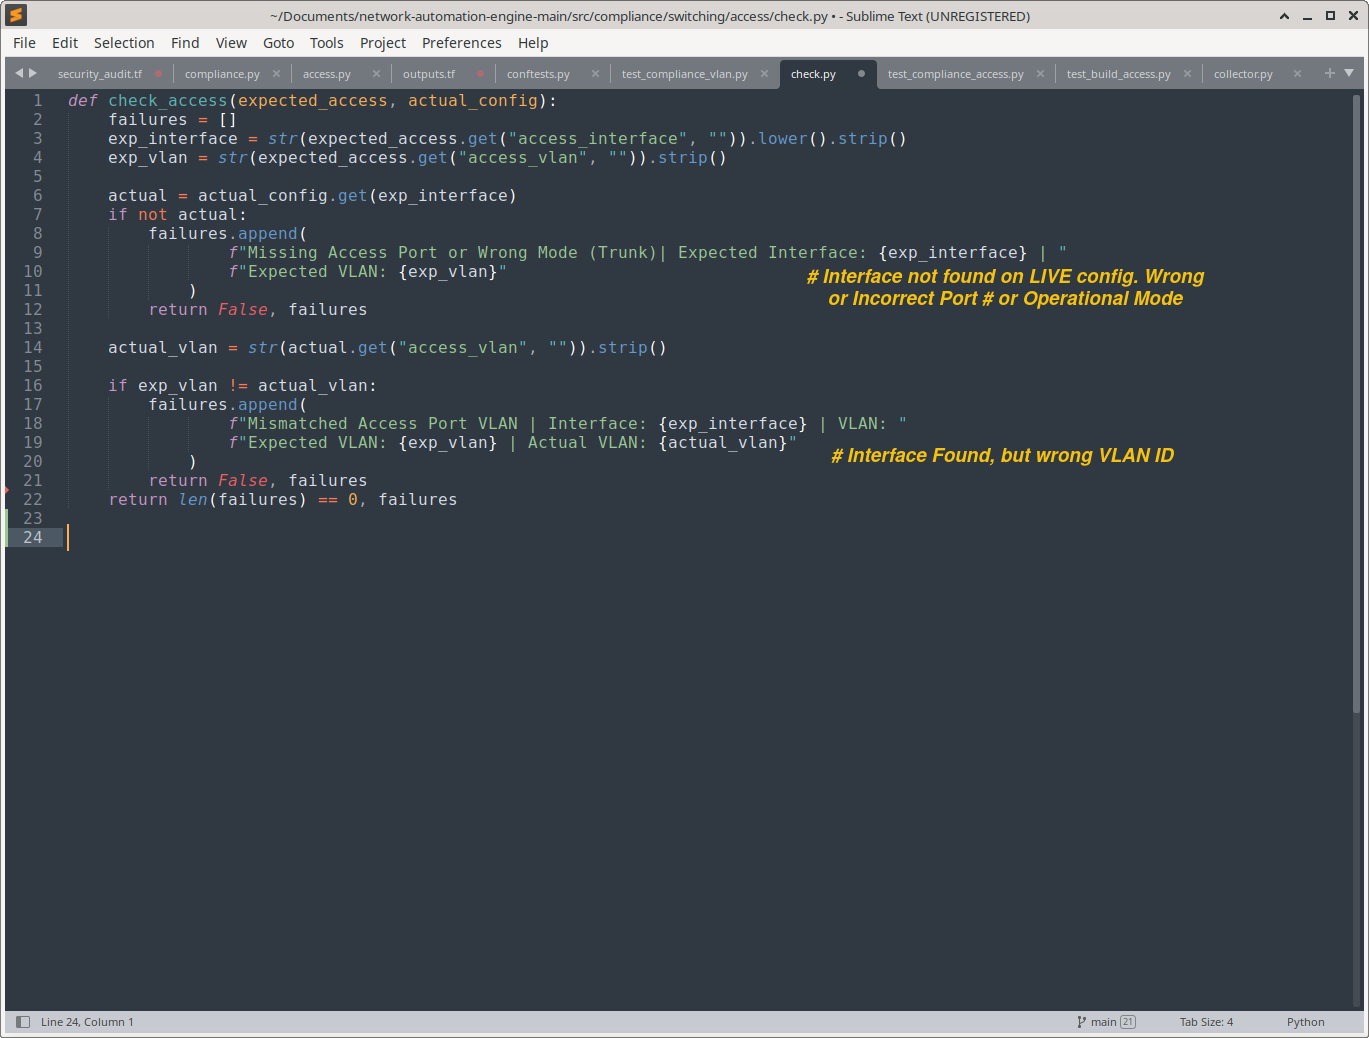 ~/Documents/network-automation-engine-main/src/compliance/switching/access/check.py • - Sublime Text (UNREGISTERED)
File Edit Selection Find View Goto Tools Project Preferences Help
security_audit.tf compliance.py access.py outputs.tf conftests.py test_compliance_vlan.py check.py test_compliance_access.py test_build_access.py collector.py
1 def check_access(expected_access, actual_config):
2     failures = []
3     exp_interface = str(expected_access.get("access_interface", "")).lower().strip()
4     exp_vlan = str(expected_access.get("access_vlan", "")).strip()
5
6     actual = actual_config.get(exp_interface)
7     if not actual:
8         failures.append(
9                 f"Missing Access Port or Wrong Mode (Trunk)| Expected Interface: {exp_interface} | "
10                 f"Expected VLAN: {exp_vlan}"
# Interface not found on LIVE config. Wrong
or Incorrect Port # or Operational Mode
11             )
12         return False, failures
13
14     actual_vlan = str(actual.get("access_vlan", "")).strip()
15
16     if exp_vlan != actual_vlan:
17         failures.append(
18                 f"Mismatched Access Port VLAN | Interface: {exp_interface} | VLAN: "
19                 f"Expected VLAN: {exp_vlan} | Actual VLAN: {actual_vlan}"
# Interface Found, but wrong VLAN ID
20             )
21         return False, failures
22     return len(failures) == 0, failures
23
24
Line 24, Column 1 main 21 Tab Size: 4 Python